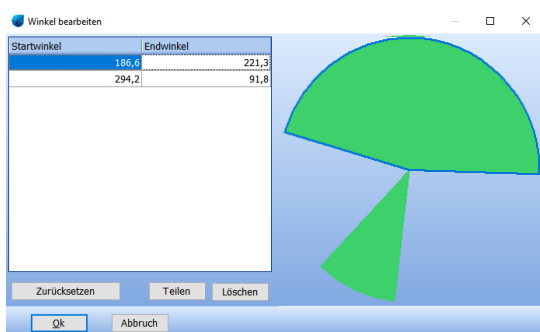 Winkel bearbeiten
Startwinkel Endwinkel
186,6 221,3
294,2 91,8
Zurücksetzen Teilen Löschen
Ok Abbruch